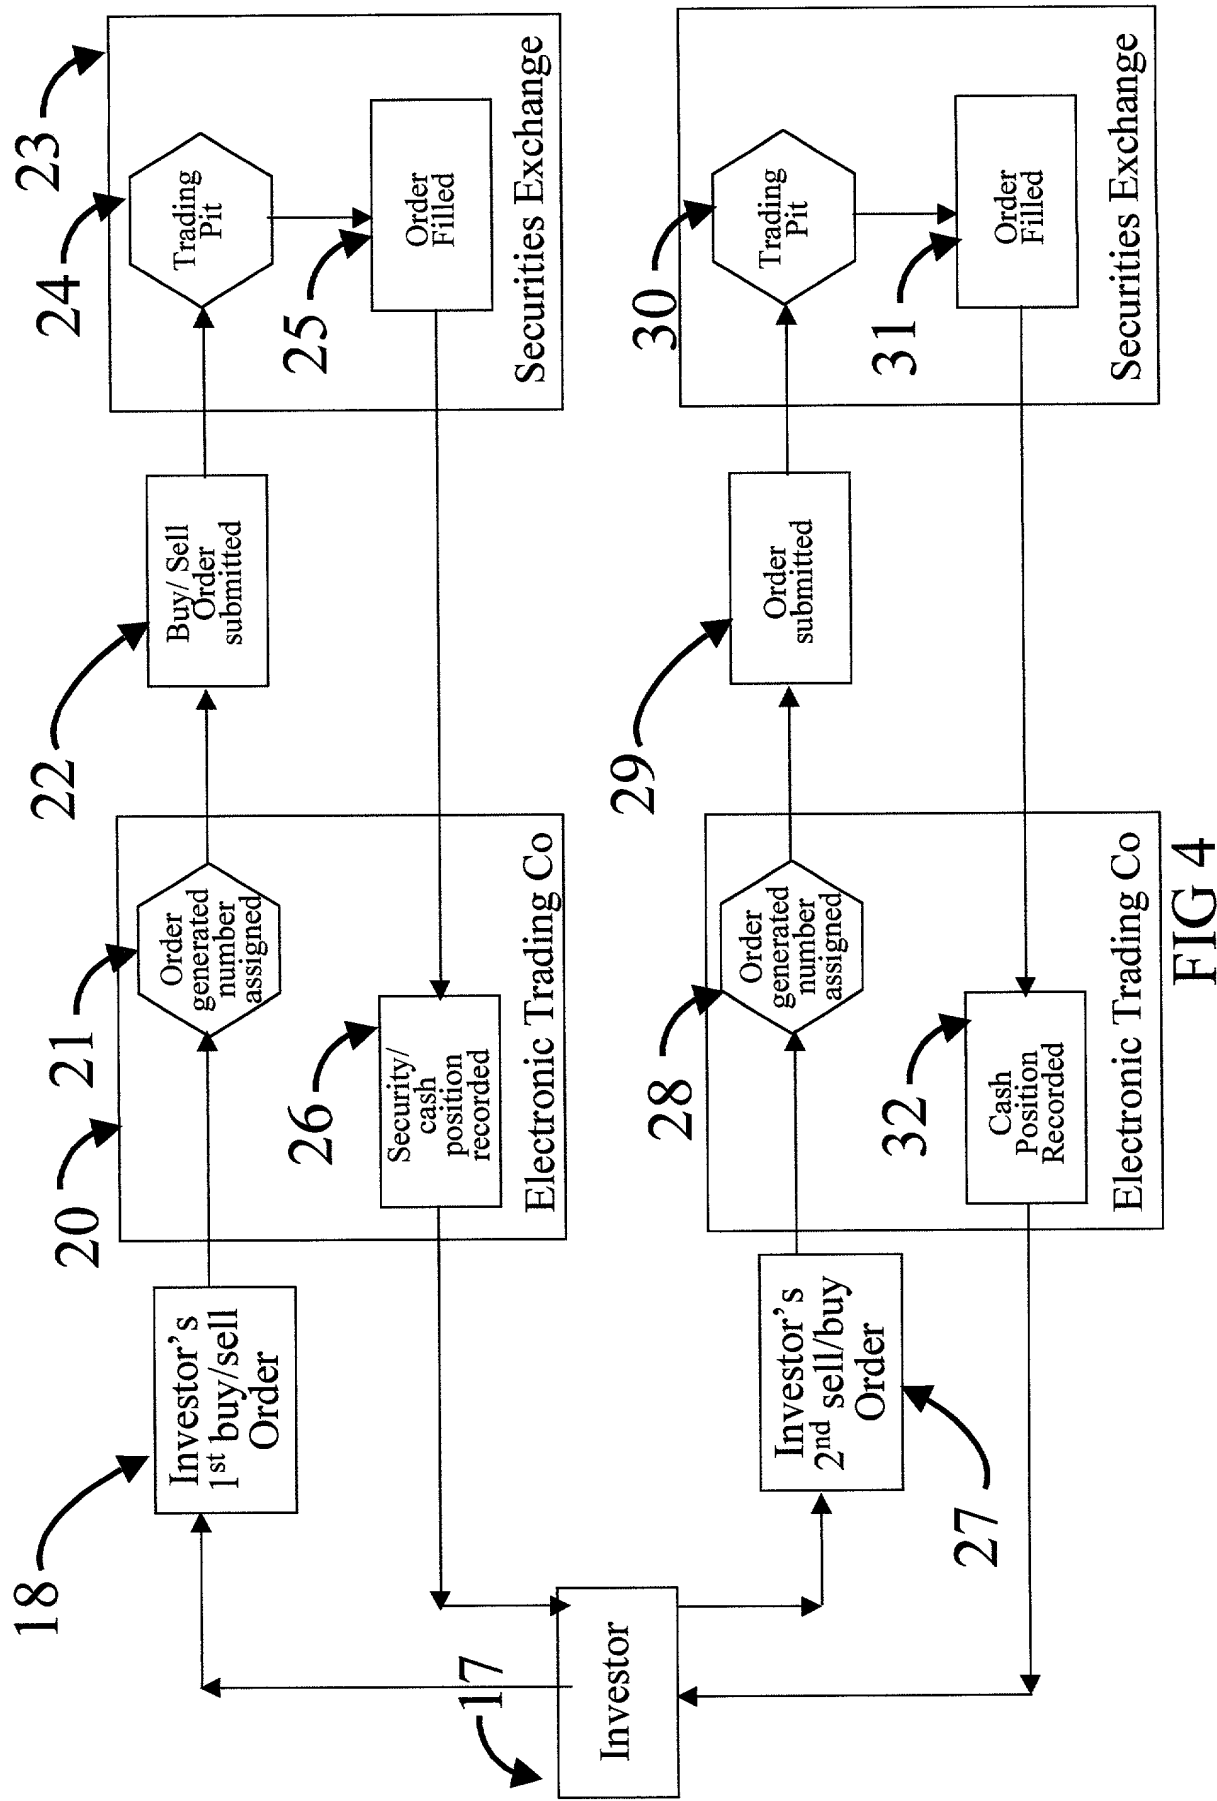 23
24
Trading
Pit
25
Order
Filled
Securities Exchange
22
Buy/ Sell
Order
submitted
20
21
Order
generated
number
assigned
26
Security/
cash
position
recorded
Electronic Trading Co
18
Investor's
1st buy/sell
Order
17
Investor
30
Trading
Pit
31
Order
Filled
Securities Exchange
29
Order
submitted
28
Order
generated
number
assigned
32
Cash
Position
Recorded
Electronic Trading Co
27
Investor's
2nd sell/buy
Order
FIG 4